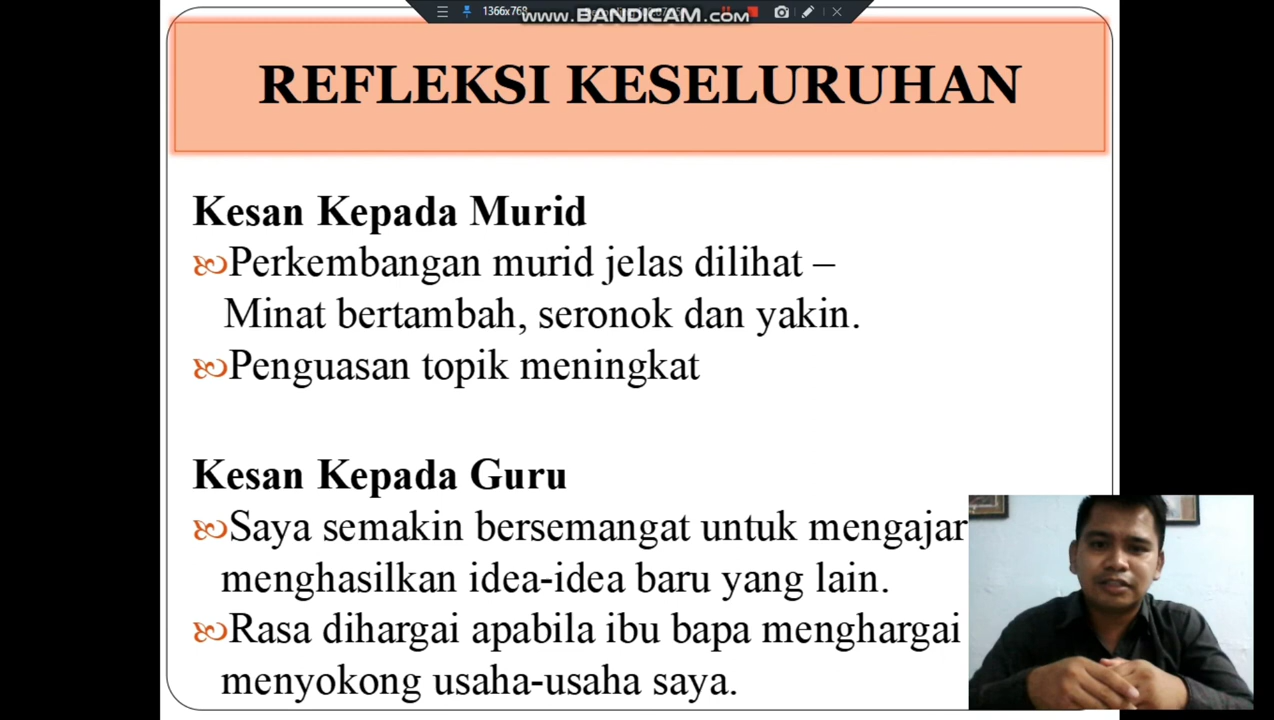 1366x768
www.BANDICAM.com
REFLEKSI KESELURUHAN
Kesan Kepada Murid
Perkembangan murid jelas dilihat –
Minat bertambah, seronok dan yakin.
Penguasan topik meningkat
Kesan Kepada Guru
Saya semakin bersemangat untuk mengajar
menghasilkan idea-idea baru yang lain.
Rasa dihargai apabila ibu bapa menghargai
menyokong usaha-usaha saya.